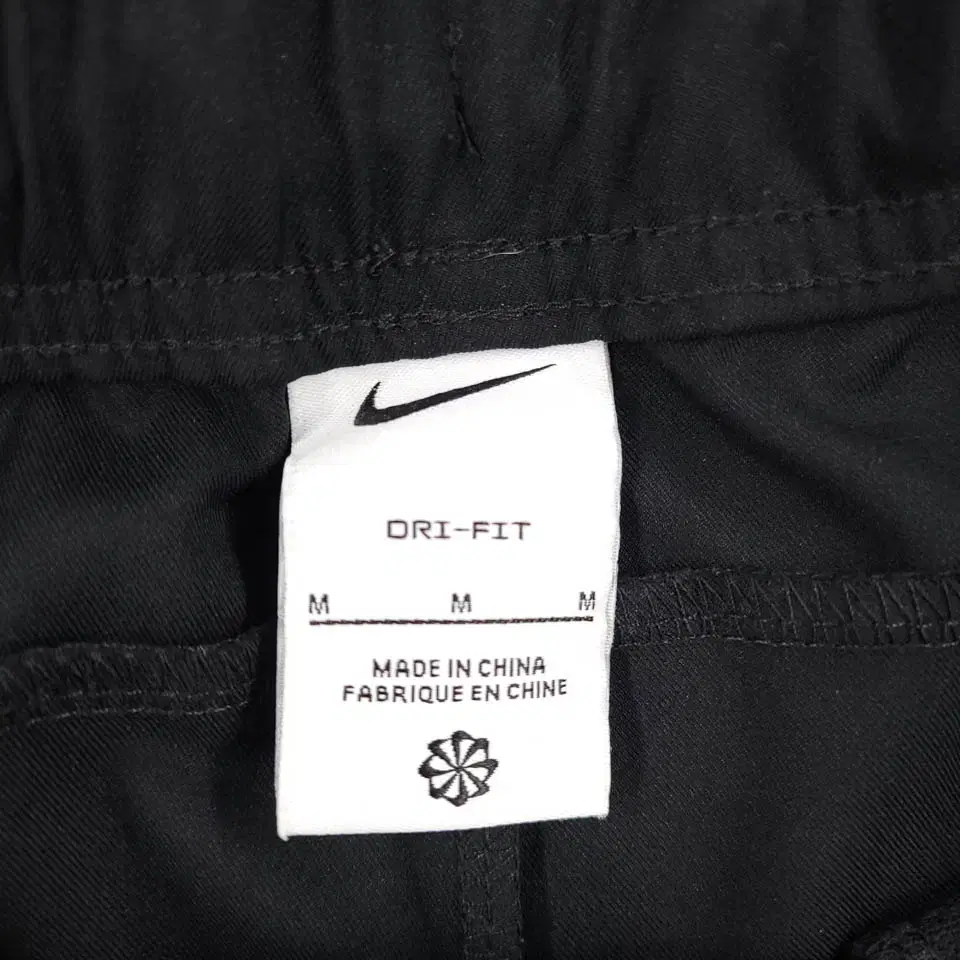 DRI-FIT
M M M
MADE IN CHINA
FABRIQUE EN CHINE